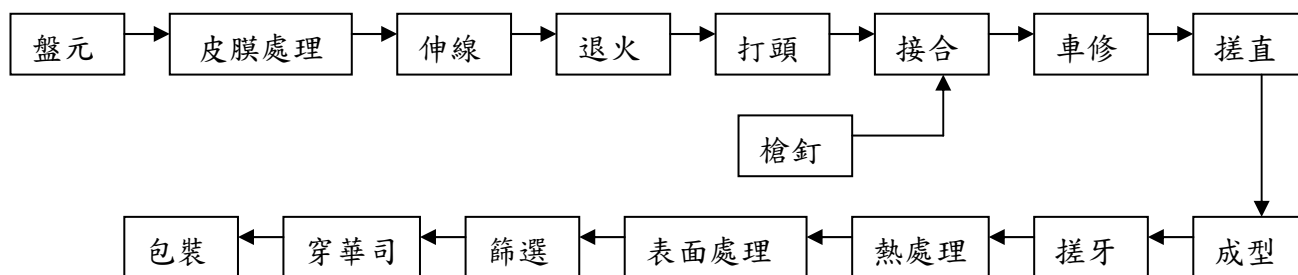 盤元 皮膜處理 伸線 退火 打頭 接合 車修 搓直
槍釘
包裝 穿華司 篩選 表面處理 熱處理 搓牙 成型